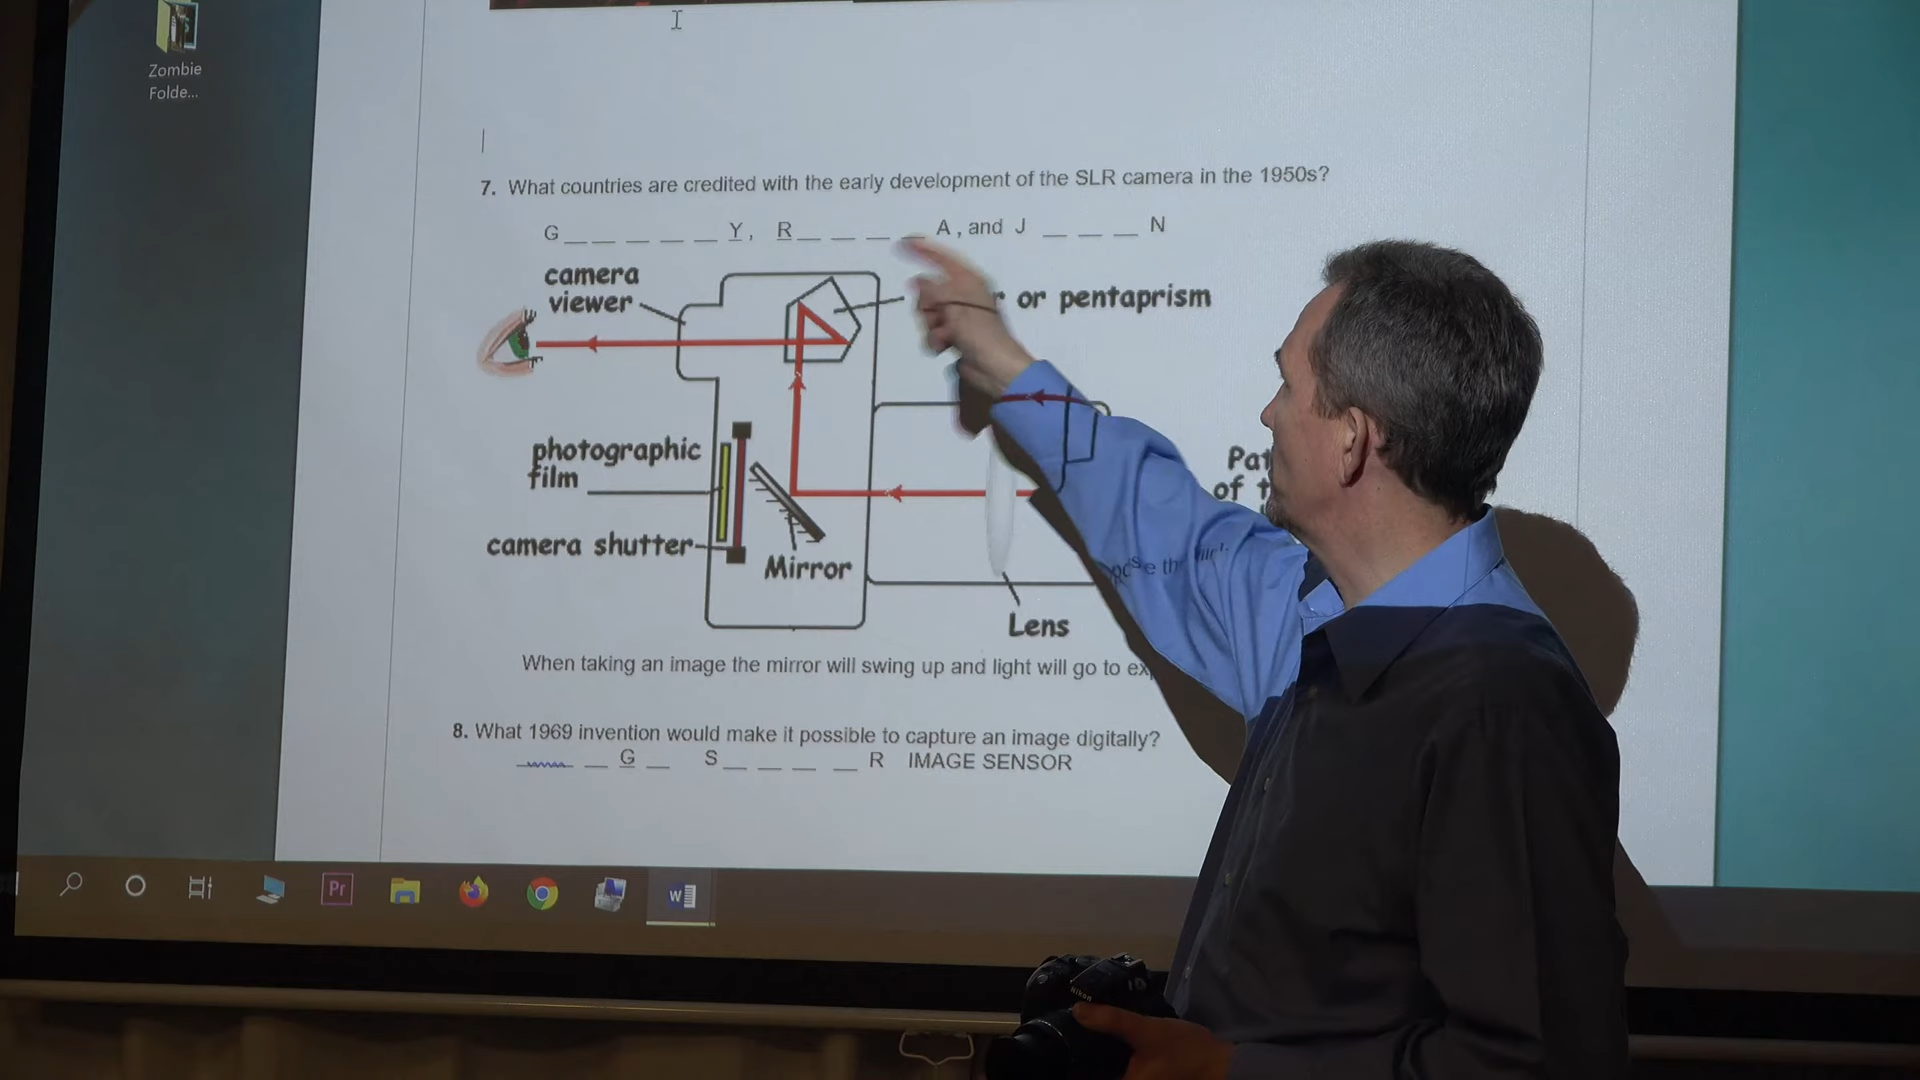 Zombie
Folde...
7. What countries are credited with the early development of the SLR camera in the 1950s?
G _ _ _ _ _ Y, R _ _ _ _ A, and J _ _ _ N
camera
viewer
or pentaprism
photographic
film
of
camera shutter
Mirror
Lens
When taking an image the mirror will swing up and light will go to
8. What 1969 invention would make it possible to capture an image digitally?
_ _ G _ S _ _ _ _ R IMAGE SENSOR
Pr
W
Nikon